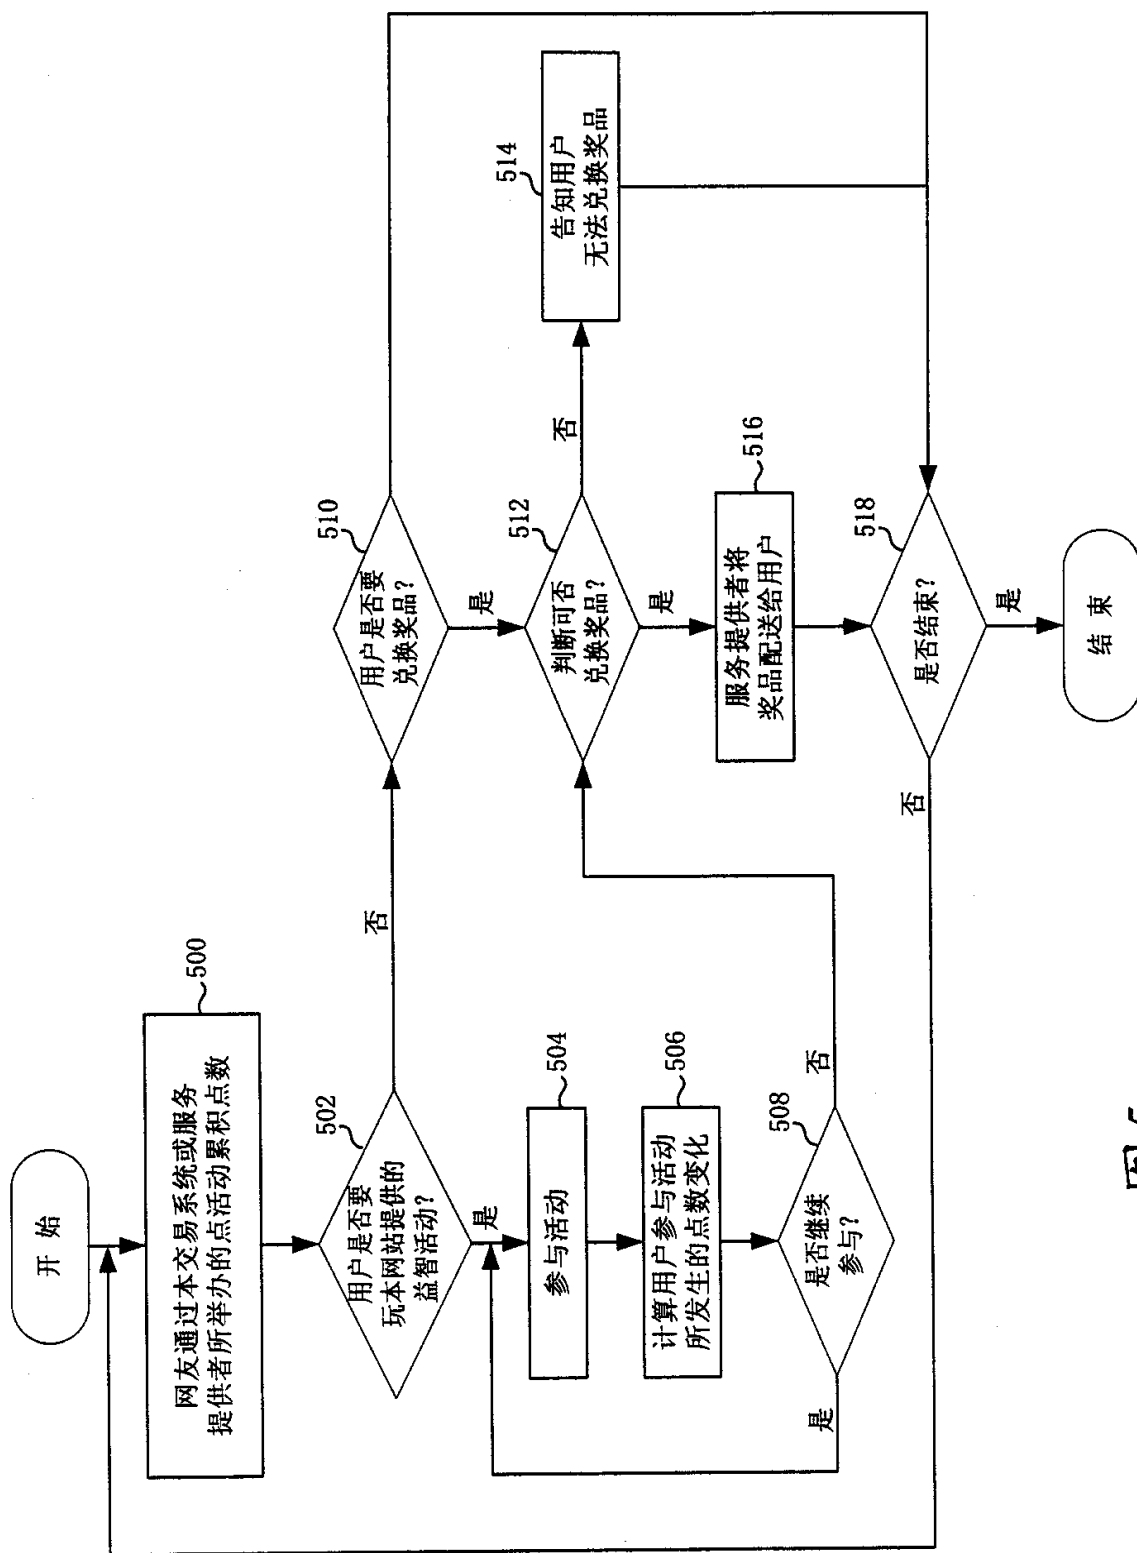 开始
网友通过本交易系统或服务
提供者所举办的点活动累积点数
500
用户是否要
玩本网站提供的
益智活动?
502
是
否
参与活动
504
计算用户参与活动
所发生的点数变化
506
是否继续
参与?
508
是
否
用户是否要
兑换奖品?
510
是
判断可否
兑换奖品?
512
否
是
告知用户
无法兑换奖品
514
服务提供者将
奖品配送给用户
516
是否结束?
518
否
是
结束
图5